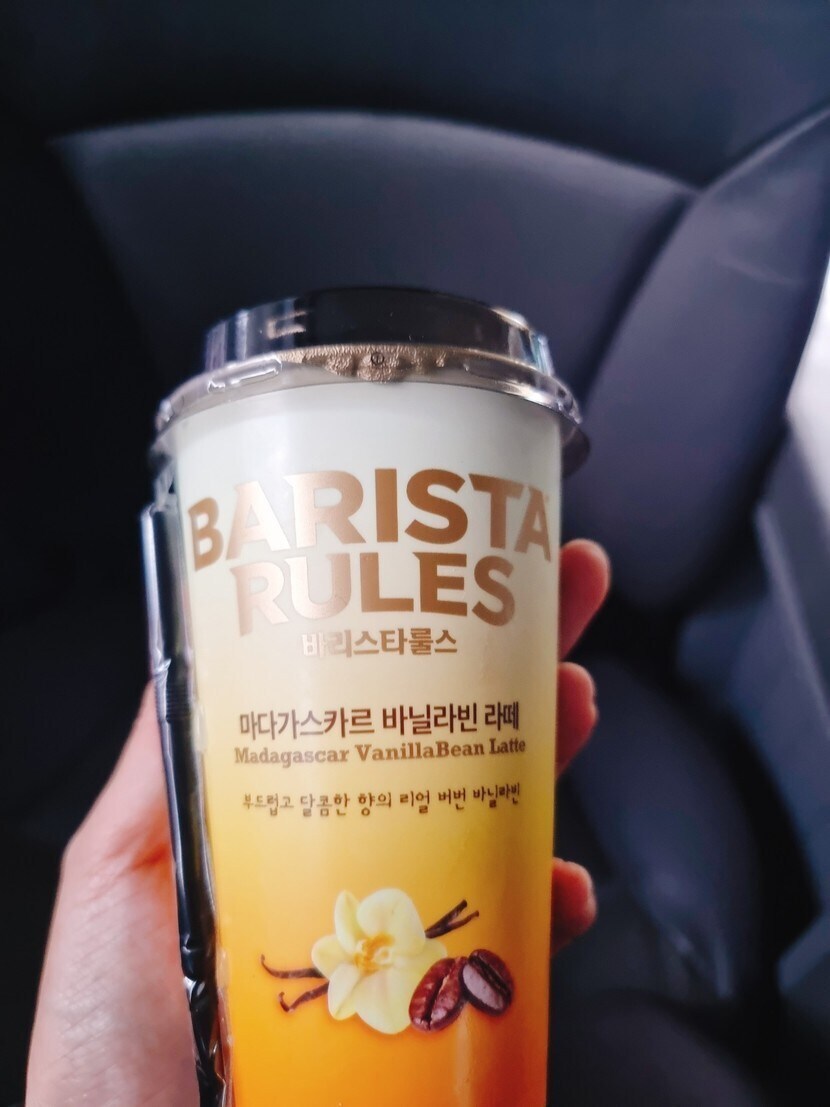 BARISTA
RULES
바리스타룰스
마다가스카르 바닐라빈 라떼
Madagascar VanillaBean Latte
부드럽고 달콤한 향의 리얼 버번 바닐라빈